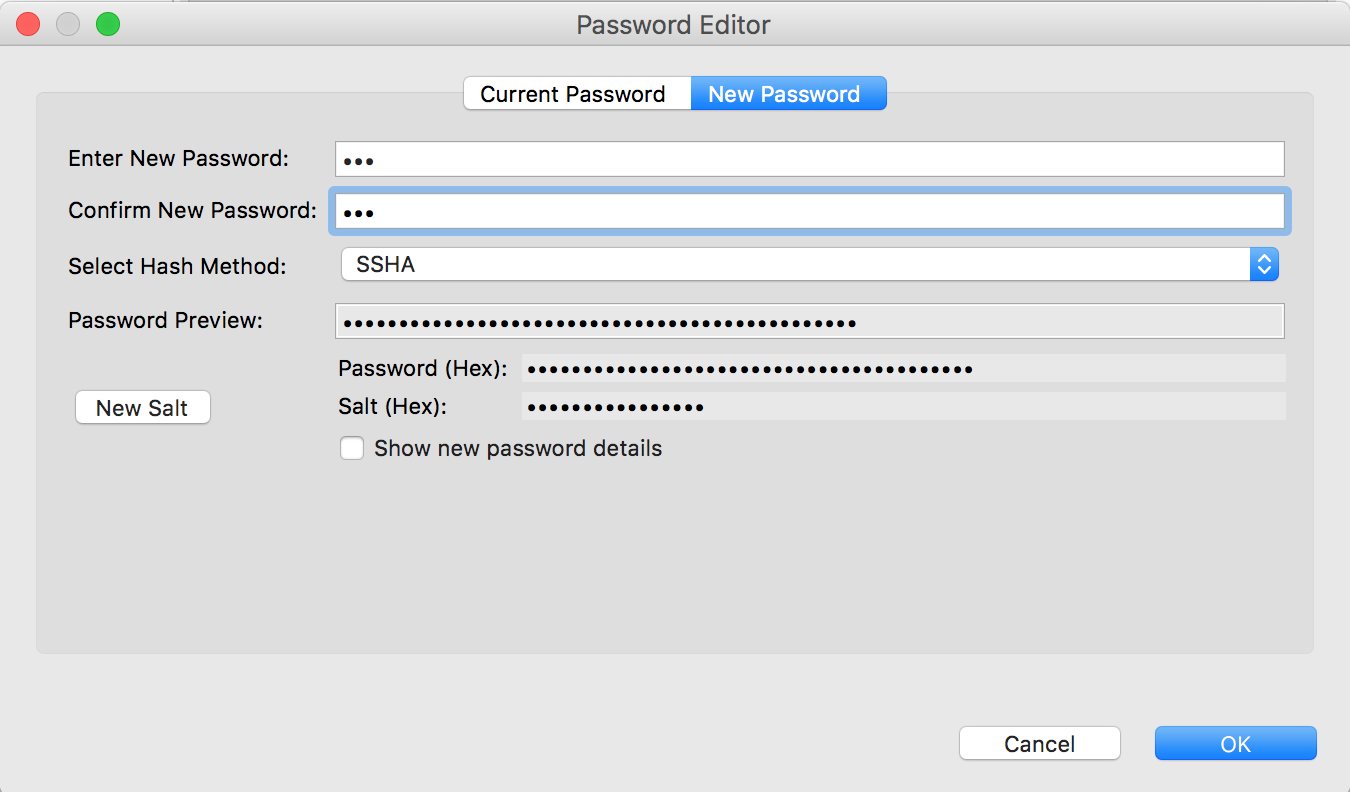 Password Editor
Current Password New Password
Enter New Password: •••
Confirm New Password: •••
Select Hash Method: SSHA
Password Preview: ••••••••••••••••••••••••••••••••••••••••••••••
Password (Hex): ••••••••••••••••••••••••••••••••••••••••
New Salt Salt (Hex): ••••••••••••••••
Show new password details
Cancel OK